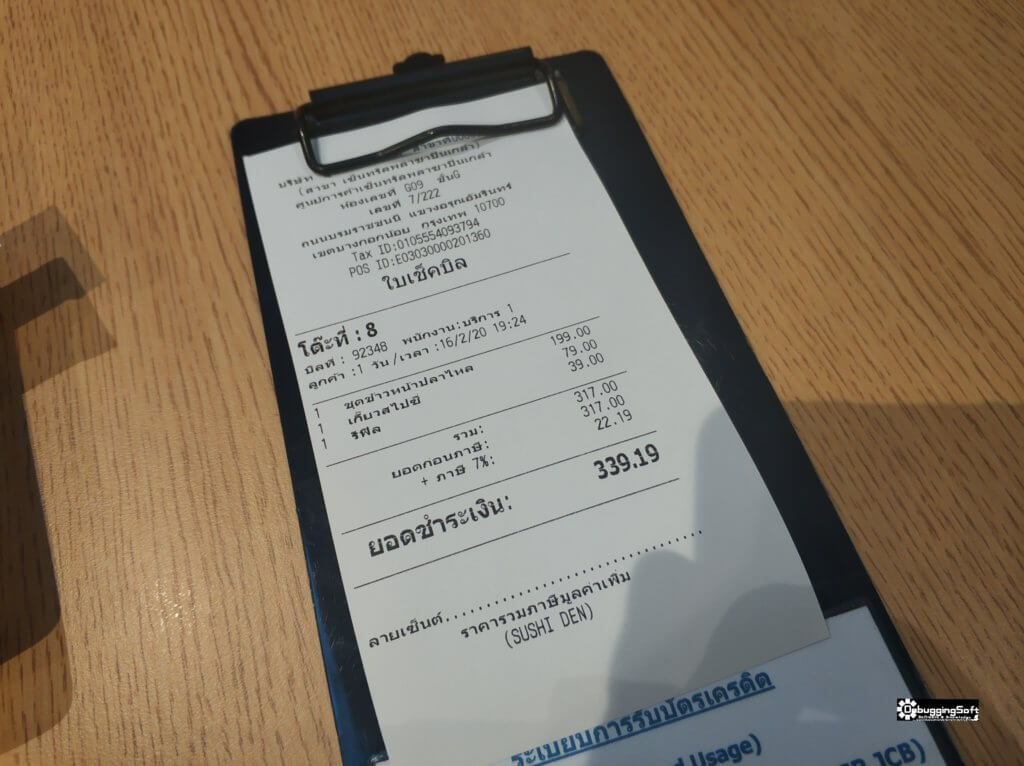 สาขาที่00
บริษัท
(สาขา เซ็นทรัลพลาซาปิ่นเกล้า)
ศูนย์การค้าเซ็นทรัลพลาซาปิ่นเกล้า
ห้องเลขที่ G09 ชั้นG
เลขที่ 7/222
ถนนบรมราชชนนี แขวงอรุณอัมรินทร์
เขตบางกอกน้อย กรุงเทพ 10700
Tax ID:0105554093794
POS ID:E03030000201360
ใบเช็คบิล
โต๊ะที่ : 8
บิลที่ : 92348 พนักงาน:บริการ 1
ลูกค้า :1 วัน/เวลา :16/2/20 19:24
1 ชุดข้าวหน้าปลาไหล 199.00
1 เกี๊ยวสไปซี่ 79.00
1 รีฟิล 39.00
รวม: 317.00
ยอดก่อนภาษี: 317.00
+ ภาษี 7%: 22.19
ยอดชำระเงิน: 339.19
ลายเซ็นต์..............................
ราคารวมภาษีมูลค่าเพิ่ม
(SUSHI DEN)
ระเบียบการรับบัตรเครดิต
d Usage)
JCB)
DbuggingSoft